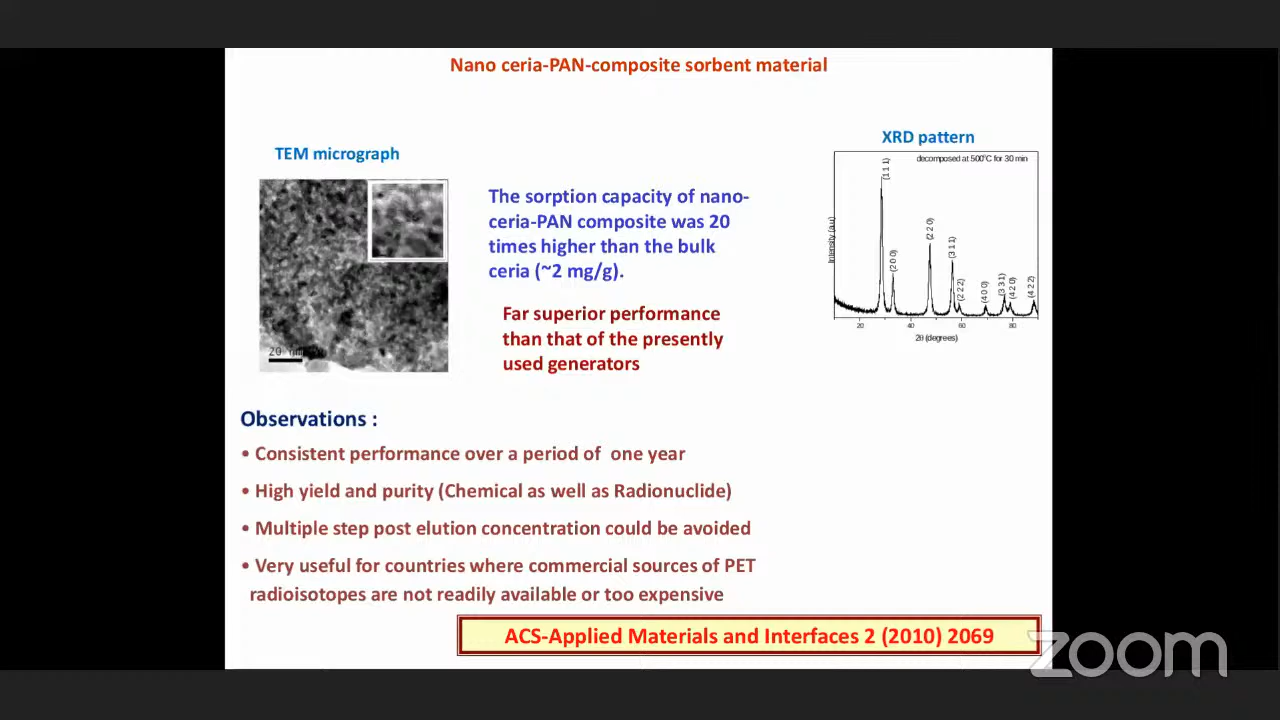 Nano ceria-PAN-composite sorbent material
TEM micrograph
20 nm
The sorption capacity of nano-
ceria-PAN composite was 20
times higher than the bulk
ceria (~2 mg/g).
Far superior performance
than that of the presently
used generators
XRD pattern
decomposed at 500°C for 30 min
Intensity (a.u)
(1 1 1)
(2 0 0)
(2 2 0)
(3 1 1)
(2 2 2)
(4 0 0)
(3 3 1)
(4 2 0)
(4 2 2)
20 40 60 80
2θ (degrees)
Observations :
• Consistent performance over a period of one year
• High yield and purity (Chemical as well as Radionuclide)
• Multiple step post elution concentration could be avoided
• Very useful for countries where commercial sources of PET
radioisotopes are not readily available or too expensive
ACS-Applied Materials and Interfaces 2 (2010) 2069
zoom